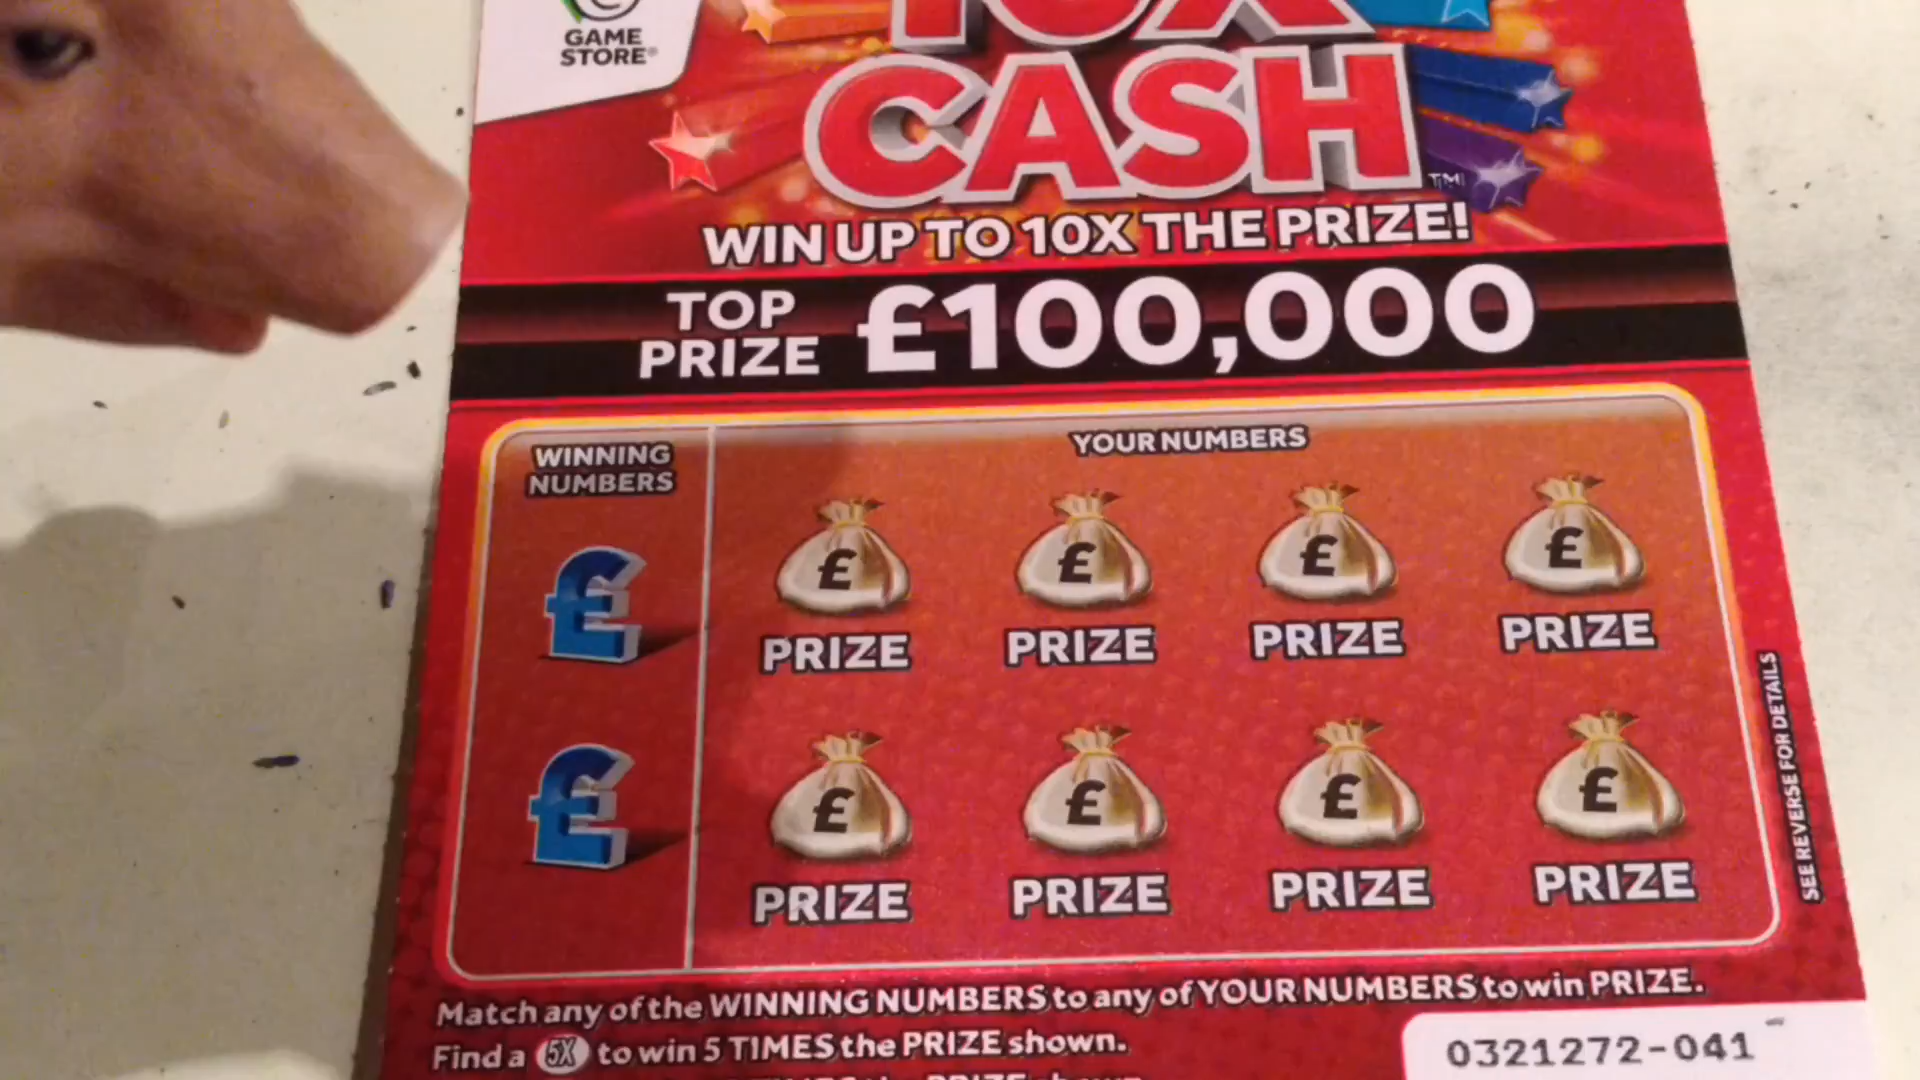 GAME
STORE®
10X
CASH
TM
WIN UP TO 10X THE PRIZE!
TOP
PRIZE
£100,000
WINNING
NUMBERS
YOUR NUMBERS
£
£ £ £ £
PRIZE PRIZE PRIZE PRIZE
£
£ £ £ £
PRIZE PRIZE PRIZE PRIZE
SEE REVERSE FOR DETAILS
Match any of the WINNING NUMBERS to any of YOUR NUMBERS to win PRIZE.
Find a 5X to win 5 TIMES the PRIZE shown.
0321272-041